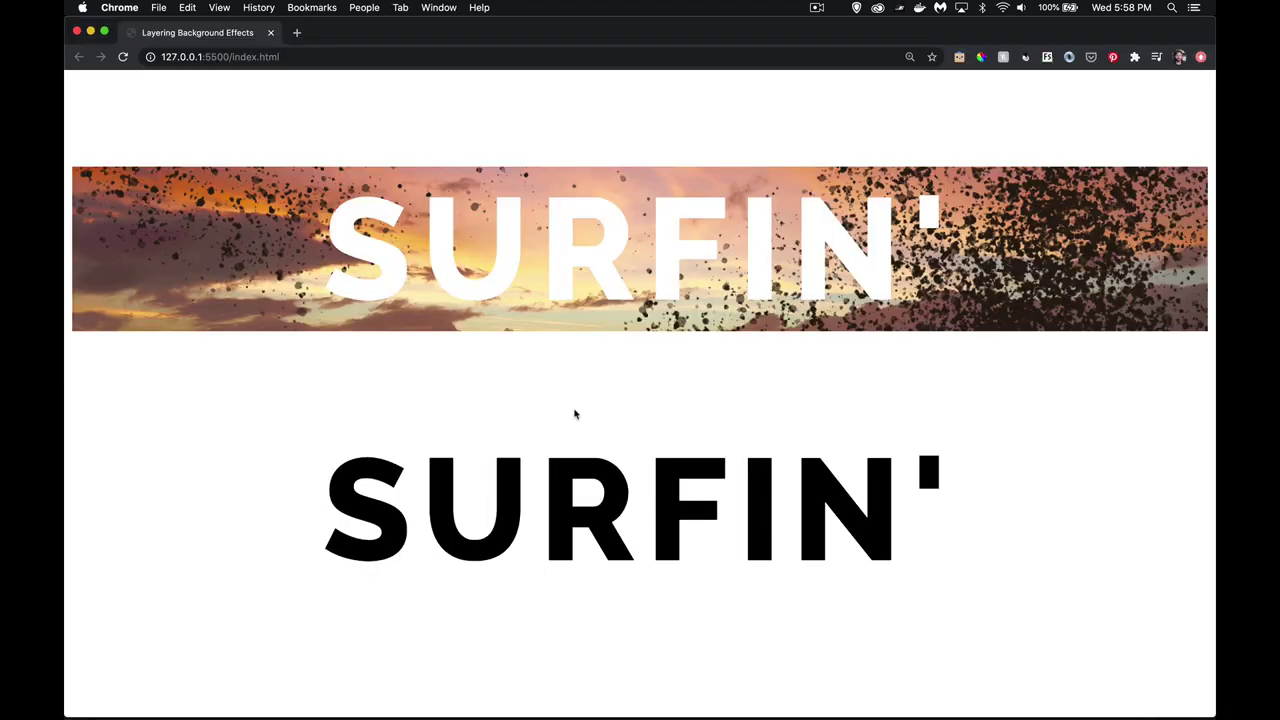 Chrome File Edit View History Bookmarks People Tab Window Help 100% Wed 5:58 PM
Layering Background Effects
127.0.0.1:5500/index.html
SURFIN'
SURFIN'